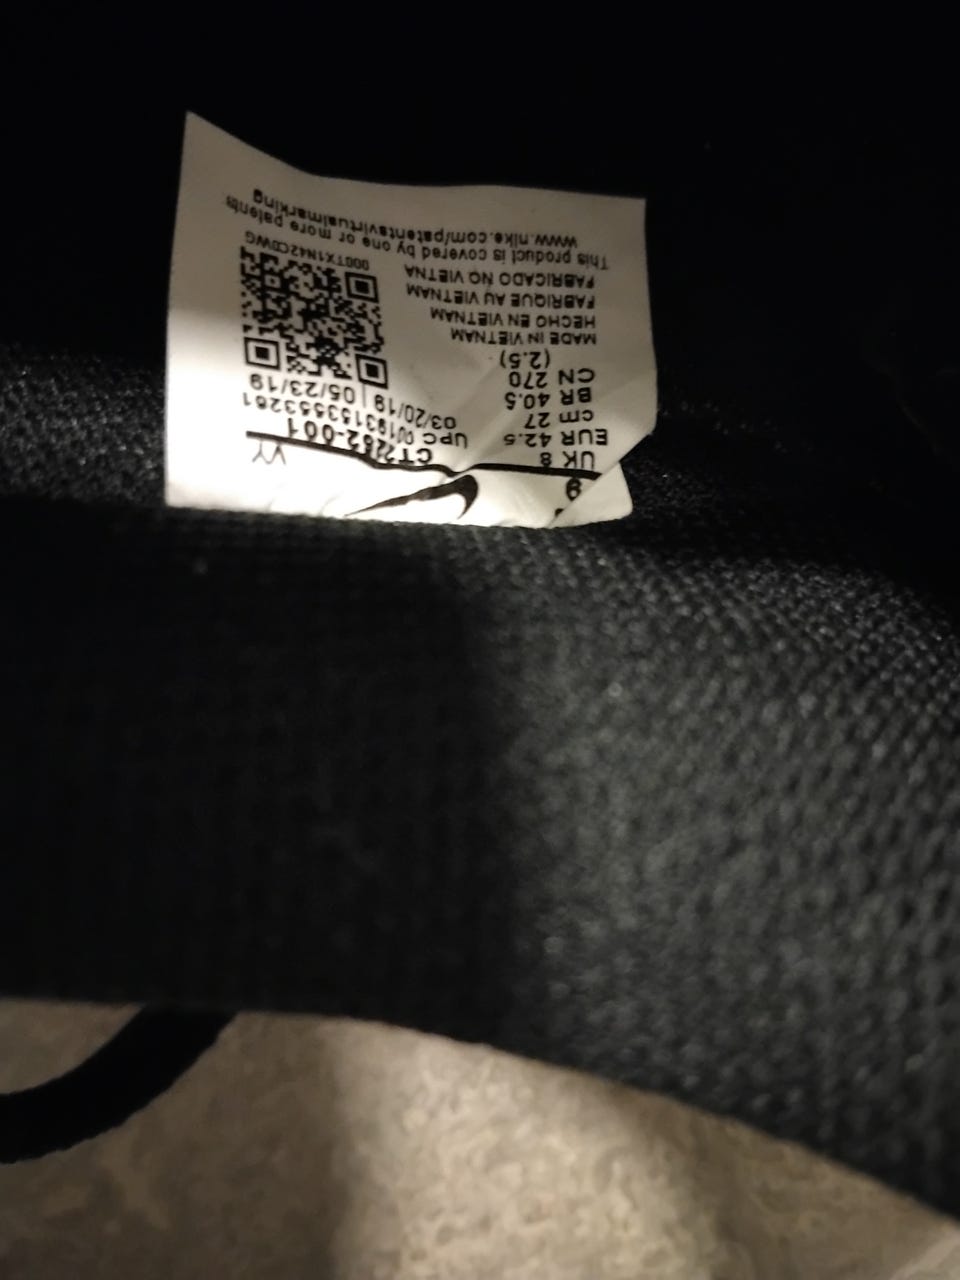 9
UK 8
EUR 42.5
cm 27
BR 40.5
CN 270
(2.5)
VY
CT2282-001
UPC 00193153553261
03/20/19 | 05/23/19
MADE IN VIETNAM
HECHO EN VIETNAM
FABRIQUE AU VIETNAM
FABRICADO NO VIETNA
This product is covered by one or more patents
www.nike.com/patentsvirtualmarking